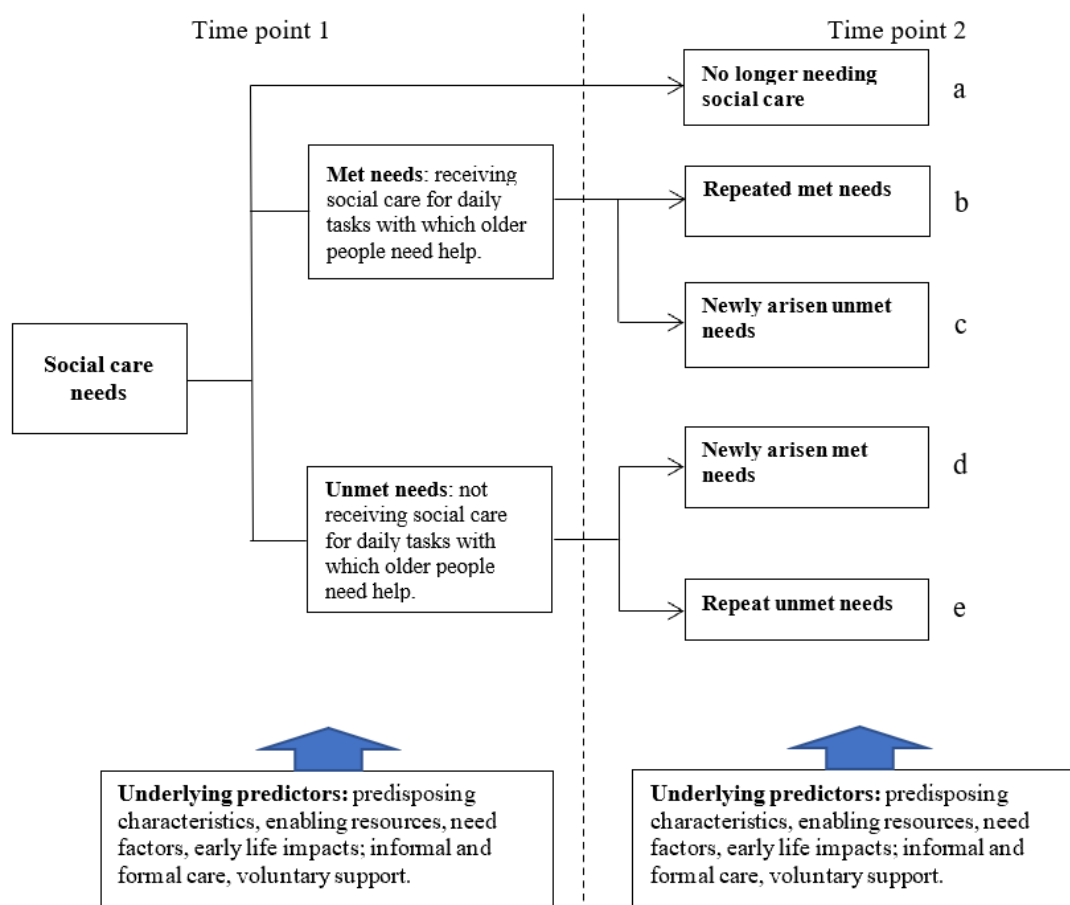 Time point 1
Time point 2
No longer needing
social care
a
Met needs: receiving
social care for daily
tasks with which older
people need help.
Repeated met needs
b
Newly arisen unmet
needs
c
Social care
needs
Newly arisen met
needs
d
Unmet needs: not
receiving social care
for daily tasks with
which older people
need help.
Repeat unmet needs
e
Underlying predictors: predisposing
characteristics, enabling resources, need
factors, early life impacts; informal and
formal care, voluntary support.
Underlying predictors: predisposing
characteristics, enabling resources, need
factors, early life impacts; informal and
formal care, voluntary support.